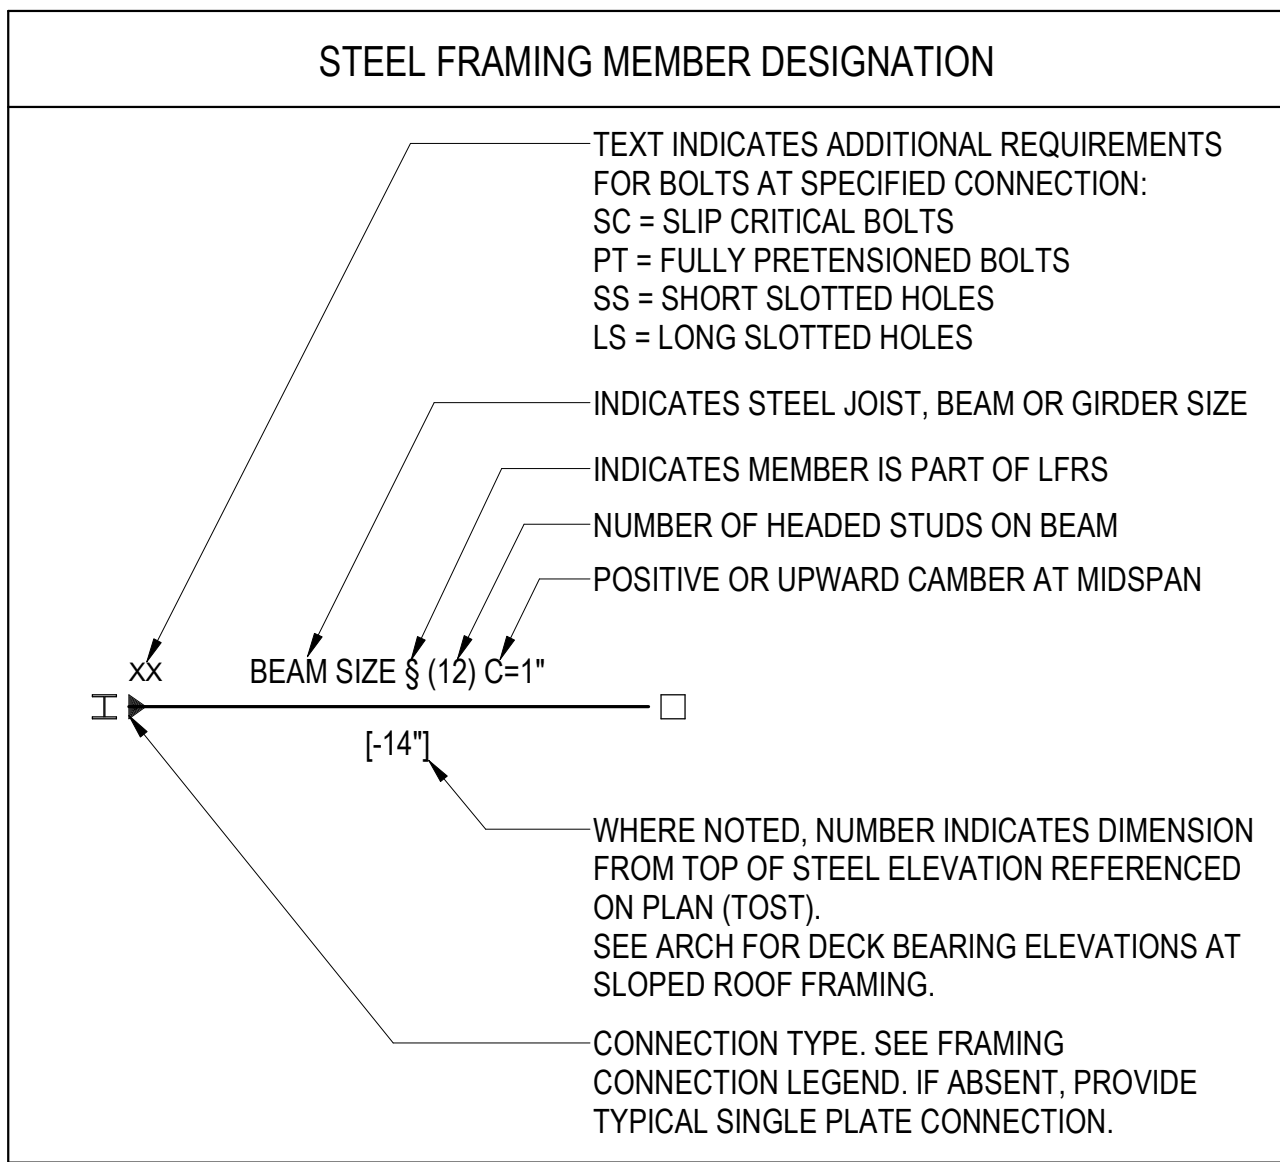 STEEL FRAMING MEMBER DESIGNATION
TEXT INDICATES ADDITIONAL REQUIREMENTS
FOR BOLTS AT SPECIFIED CONNECTION:
SC = SLIP CRITICAL BOLTS
PT = FULLY PRETENSIONED BOLTS
SS = SHORT SLOTTED HOLES
LS = LONG SLOTTED HOLES
INDICATES STEEL JOIST, BEAM OR GIRDER SIZE
INDICATES MEMBER IS PART OF LFRS
NUMBER OF HEADED STUDS ON BEAM
POSITIVE OR UPWARD CAMBER AT MIDSPAN
XX
BEAM SIZE § (12) C=1"
[-14"]
WHERE NOTED, NUMBER INDICATES DIMENSION
FROM TOP OF STEEL ELEVATION REFERENCED
ON PLAN (TOST).
SEE ARCH FOR DECK BEARING ELEVATIONS AT
SLOPED ROOF FRAMING.
CONNECTION TYPE. SEE FRAMING
CONNECTION LEGEND. IF ABSENT, PROVIDE
TYPICAL SINGLE PLATE CONNECTION.